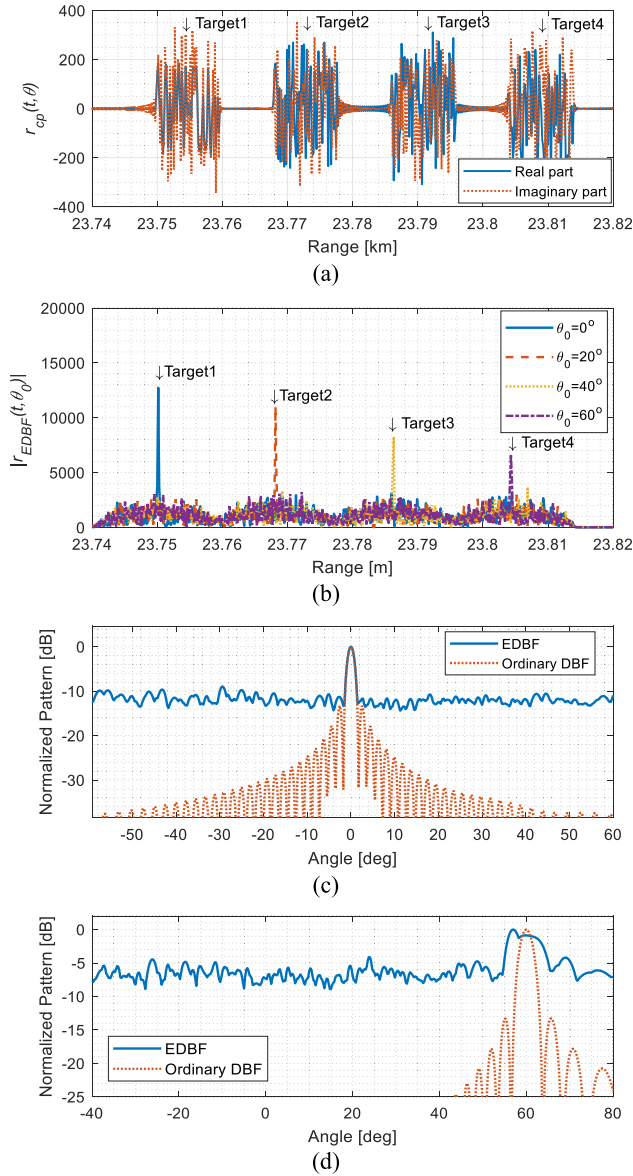 400
200
0
-200
-400
r_cp(t,θ)
↓ Target1
↓ Target2
↓ Target3
↓ Target4
Real part
Imaginary part
23.74 23.75 23.76 23.77 23.78 23.79 23.8 23.81 23.82
Range [km]
(a)
20000
15000
10000
5000
0
|r_EDBF(t,θ_0)|
θ_0=0°
θ_0=20°
θ_0=40°
θ_0=60°
↓Target1
↓Target2
↓Target3
↓Target4
23.74 23.75 23.76 23.77 23.78 23.79 23.8 23.81 23.82
Range [m]
(b)
0
-10
-20
-30
Normalized Pattern [dB]
EDBF
Ordinary DBF
-50 -40 -30 -20 -10 0 10 20 30 40 50 60
Angle [deg]
(c)
0
-5
-10
-15
-20
-25
Normalized Pattern [dB]
EDBF
Ordinary DBF
-40 -20 0 20 40 60 80
Angle [deg]
(d)